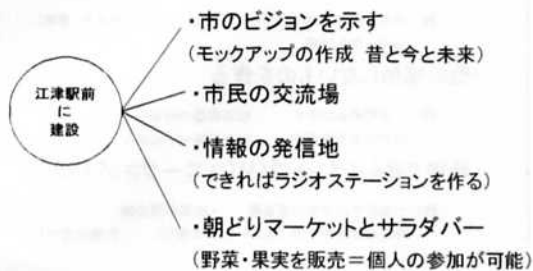 ・市のビジョンを示す
(モックアップの作成 昔と今と未来)
江津駅前
に
建設
・市民の交流場
・情報の発信地
(できればラジオステーションを作る)
・朝どりマーケットとサラダバー
(野菜・果実を販売=個人の参加が可能)